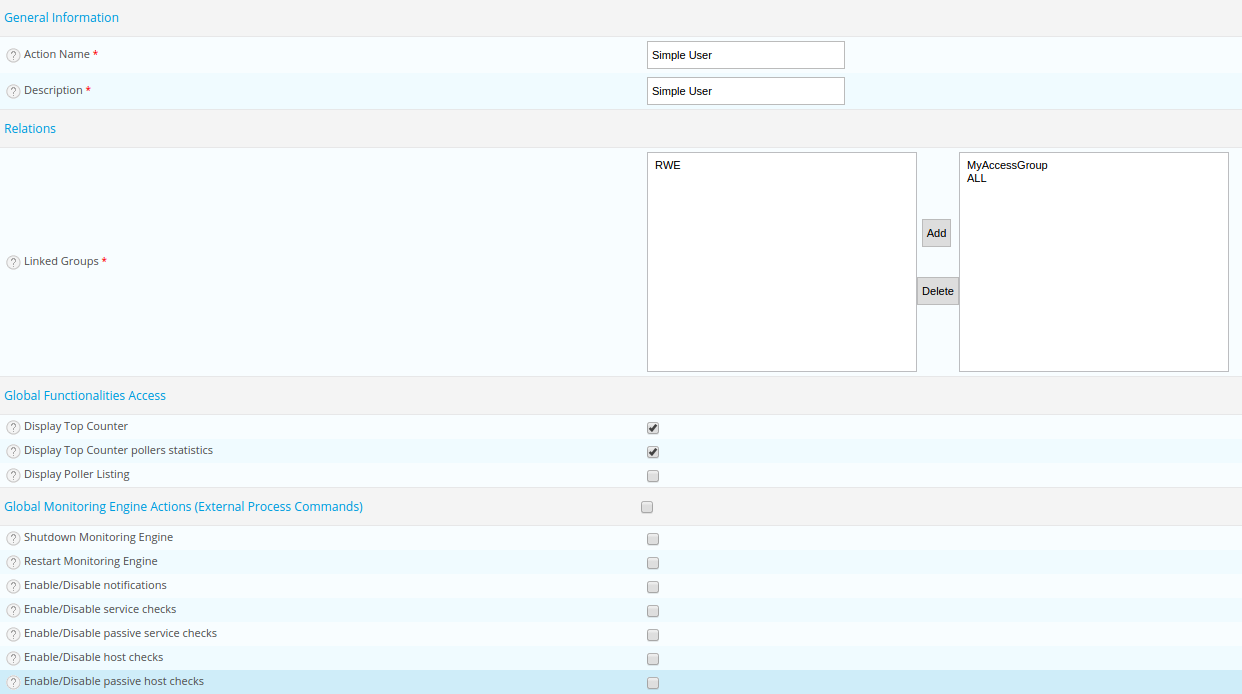 General Information
? Action Name * Simple User
? Description * Simple User
Relations
RWE
MyAccessGroup
ALL
Add
? Linked Groups *
Delete
Global Functionalities Access
? Display Top Counter
? Display Top Counter pollers statistics
? Display Poller Listing
Global Monitoring Engine Actions (External Process Commands)
? Shutdown Monitoring Engine
? Restart Monitoring Engine
? Enable/Disable notifications
? Enable/Disable service checks
? Enable/Disable passive service checks
? Enable/Disable host checks
? Enable/Disable passive host checks